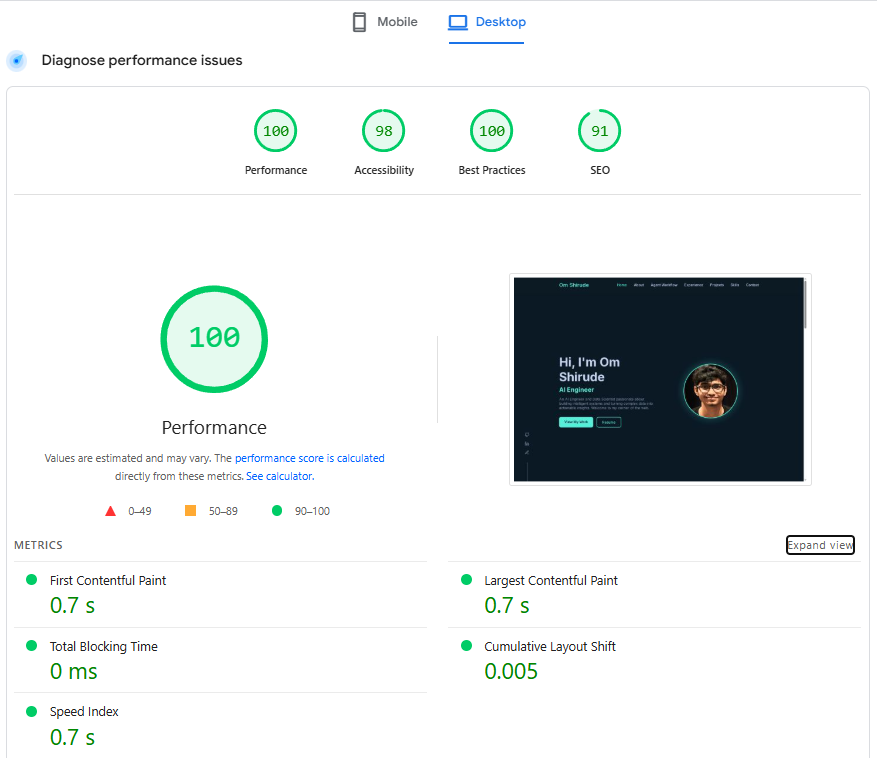 Mobile
Desktop
Diagnose performance issues
100
98
100
91
Performance
Accessibility
Best Practices
SEO
100
Performance
Values are estimated and may vary. The performance score is calculated
directly from these metrics. See calculator.
0–49
50–89
90–100
Om Shirude
Home About Agent Workflow Experience Projects Skills Contact
Hi, I'm Om
Shirude
AI Engineer
View My Work
METRICS
Expand view
First Contentful Paint
0.7 s
Largest Contentful Paint
0.7 s
Total Blocking Time
0 ms
Cumulative Layout Shift
0.005
Speed Index
0.7 s